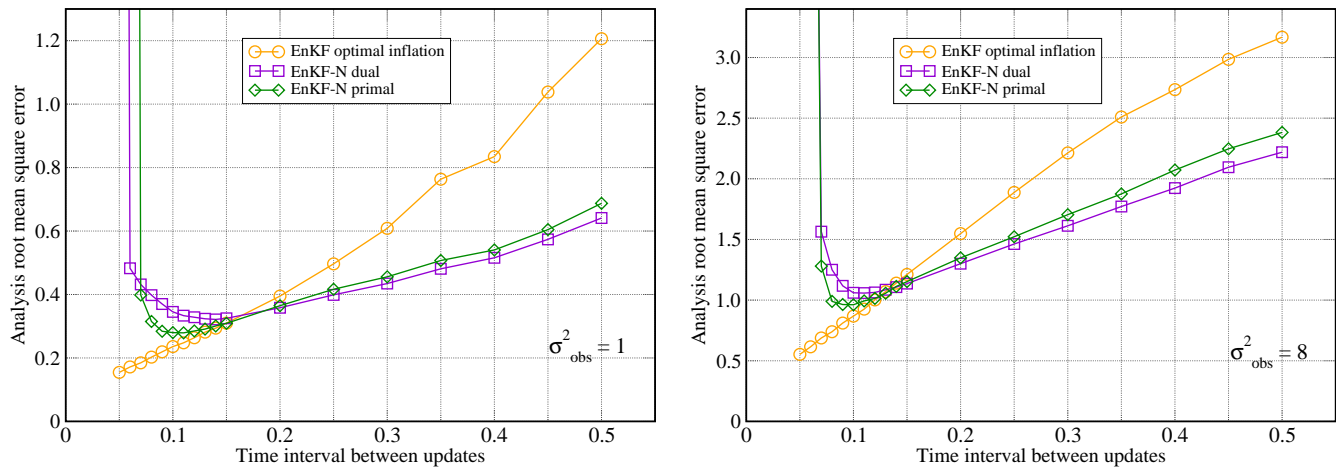 1.2
1.0
0.8
0.6
0.4
0.2
0
Analysis root mean square error
EnKF optimal inflation
EnKF-N dual
EnKF-N primal
σ²obs = 1
0 0.1 0.2 0.3 0.4 0.5
Time interval between updates
3.0
2.5
2.0
1.5
1.0
0.5
0
Analysis root mean square error
EnKF optimal inflation
EnKF-N dual
EnKF-N primal
σ²obs = 8
0 0.1 0.2 0.3 0.4 0.5
Time interval between updates